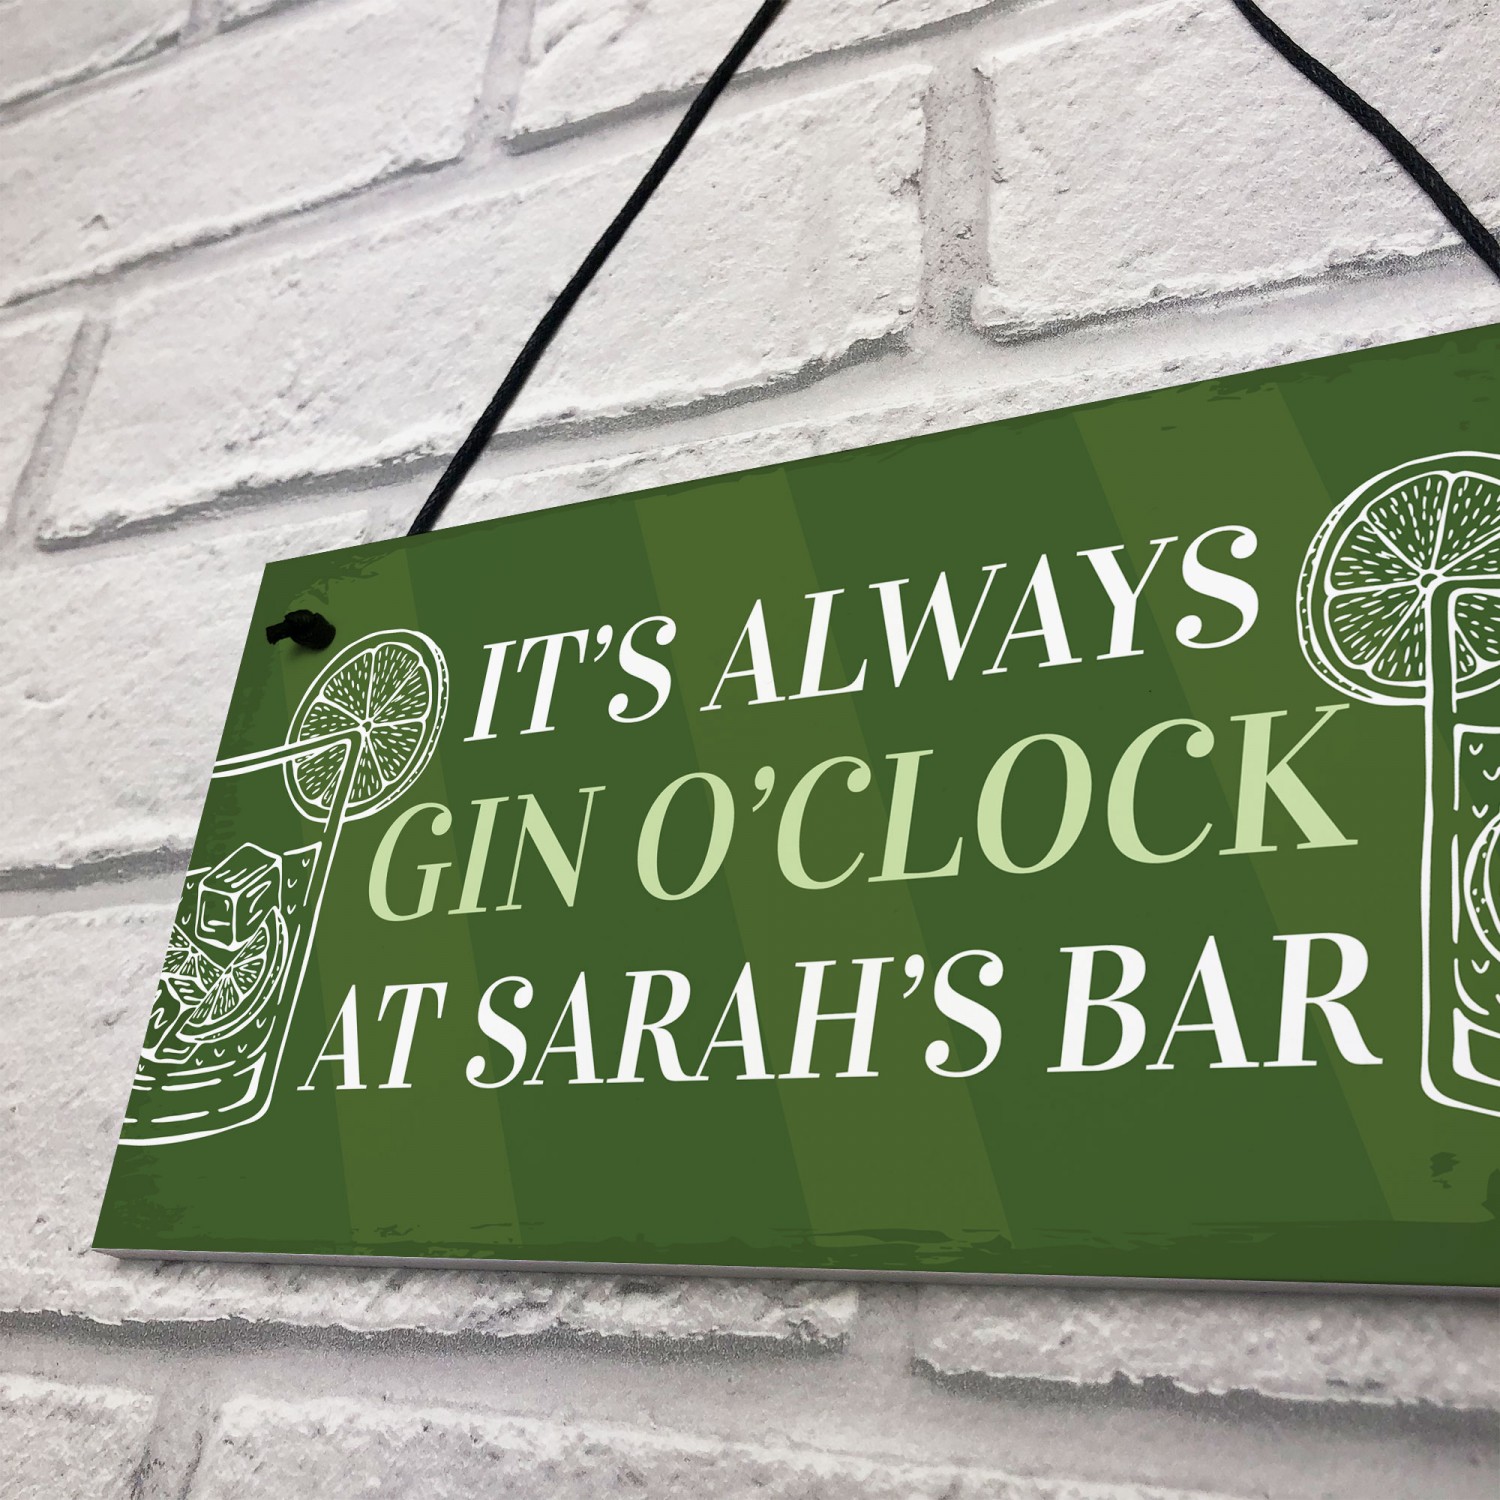 IT'S ALWAYS
GIN O'CLOCK
AT SARAH'S BAR